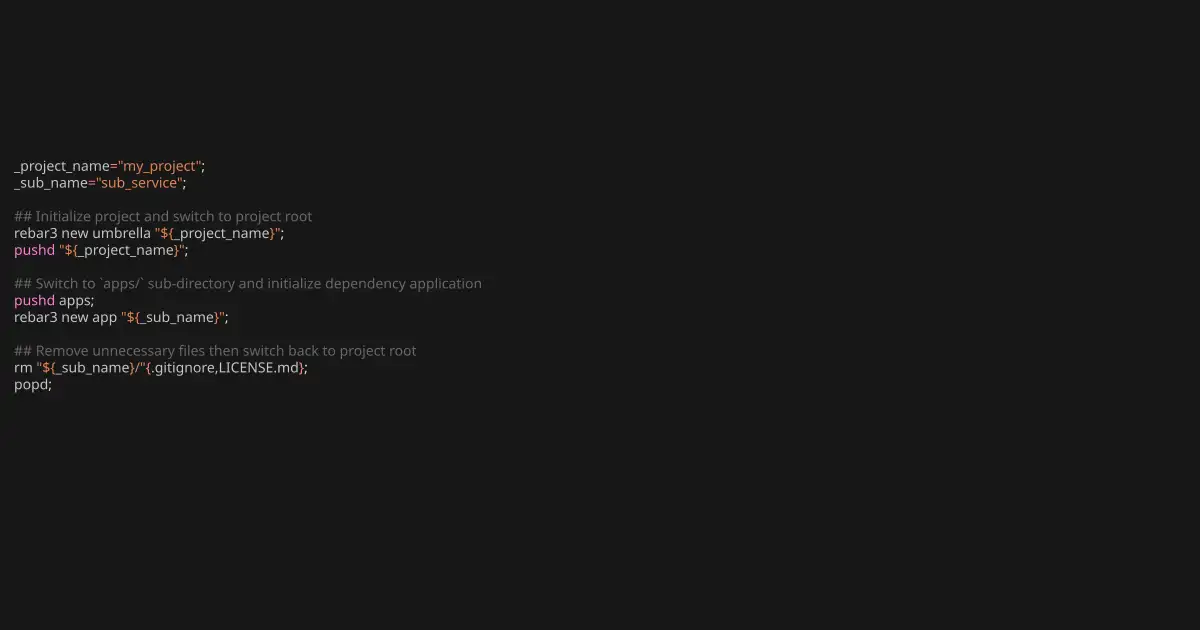 _project_name="my_project";
_sub_name="sub_service";
## Initialize project and switch to project root
rebar3 new umbrella "${_project_name}";
pushd "${_project_name}";
## Switch to `apps/` sub-directory and initialize dependency application
pushd apps;
rebar3 new app "${_sub_name}";
## Remove unnecessary files then switch back to project root
rm "${_sub_name}/"{.gitignore,LICENSE.md};
popd;